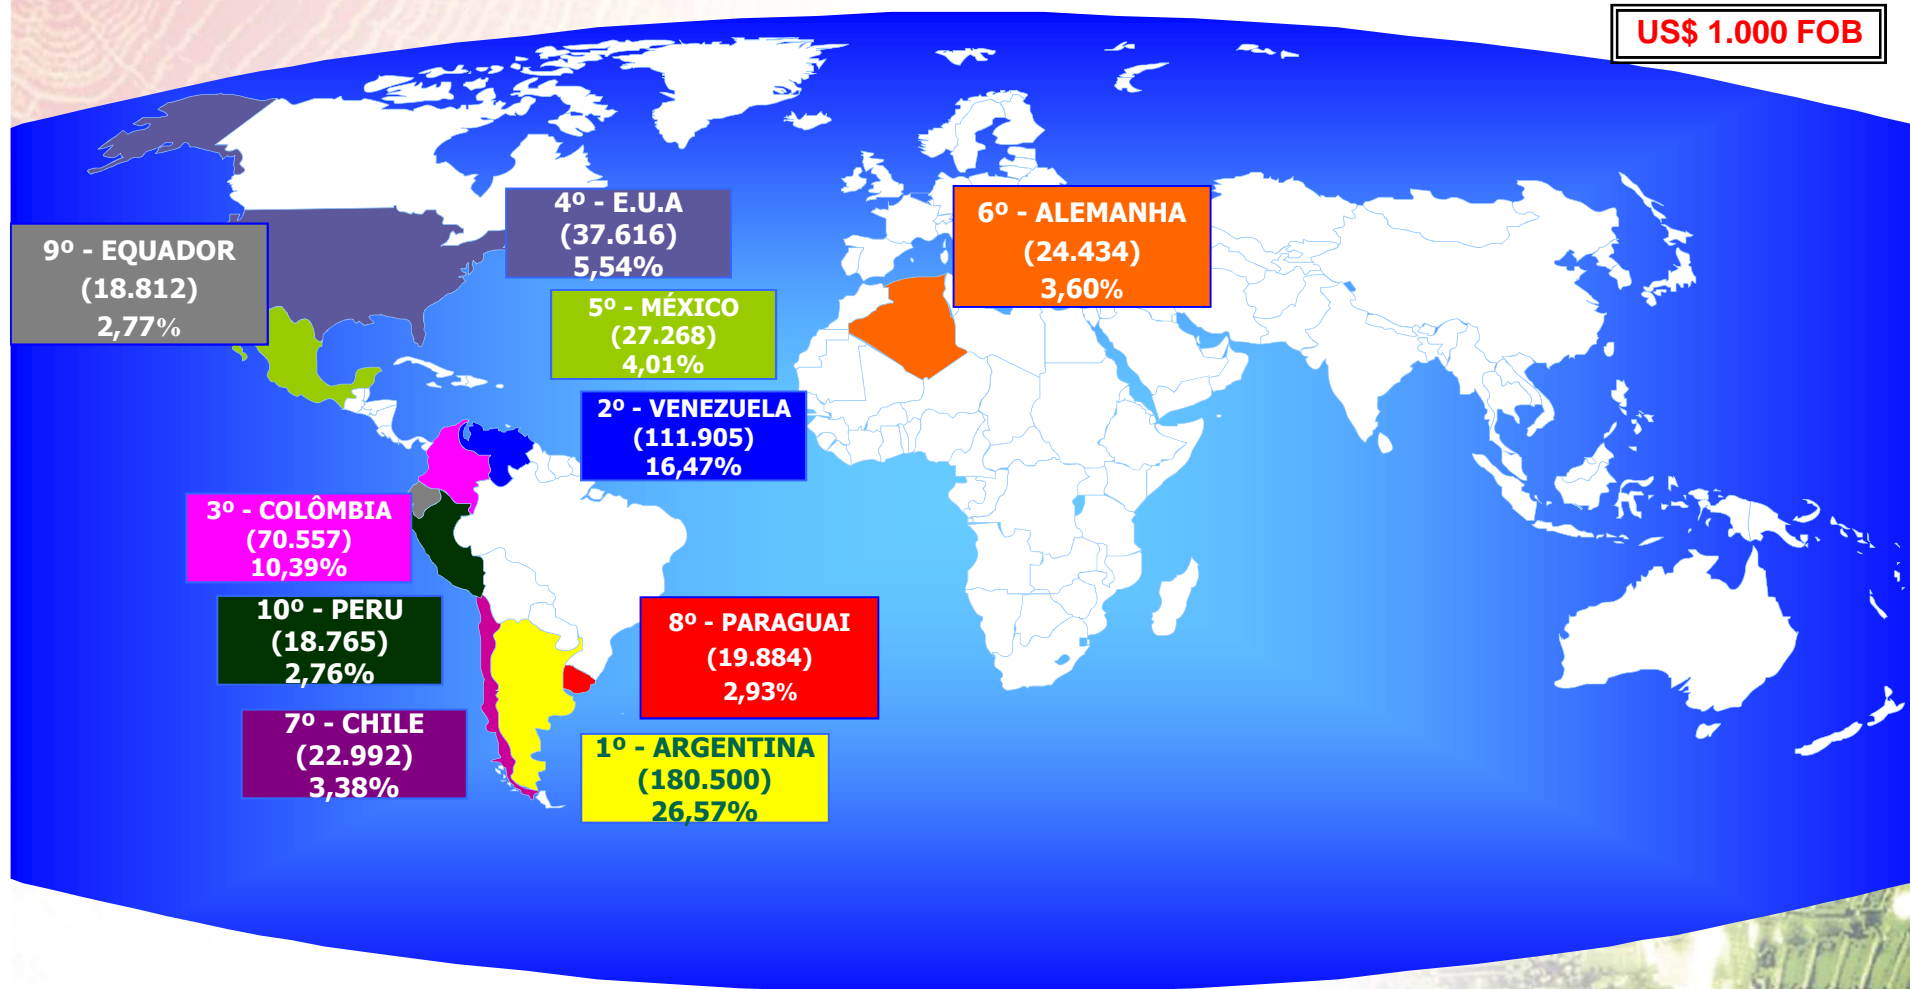 US$ 1.000 FOB
4º - E.U.A
(37.616)
5,54%
6º - ALEMANHA
(24.434)
3,60%
9º - EQUADOR
(18.812)
2,77%
5º - MÉXICO
(27.268)
4,01%
2º - VENEZUELA
(111.905)
16,47%
3º - COLÔMBIA
(70.557)
10,39%
10º - PERU
(18.765)
2,76%
8º - PARAGUAI
(19.884)
2,93%
7º - CHILE
(22.992)
3,38%
1º - ARGENTINA
(180.500)
26,57%